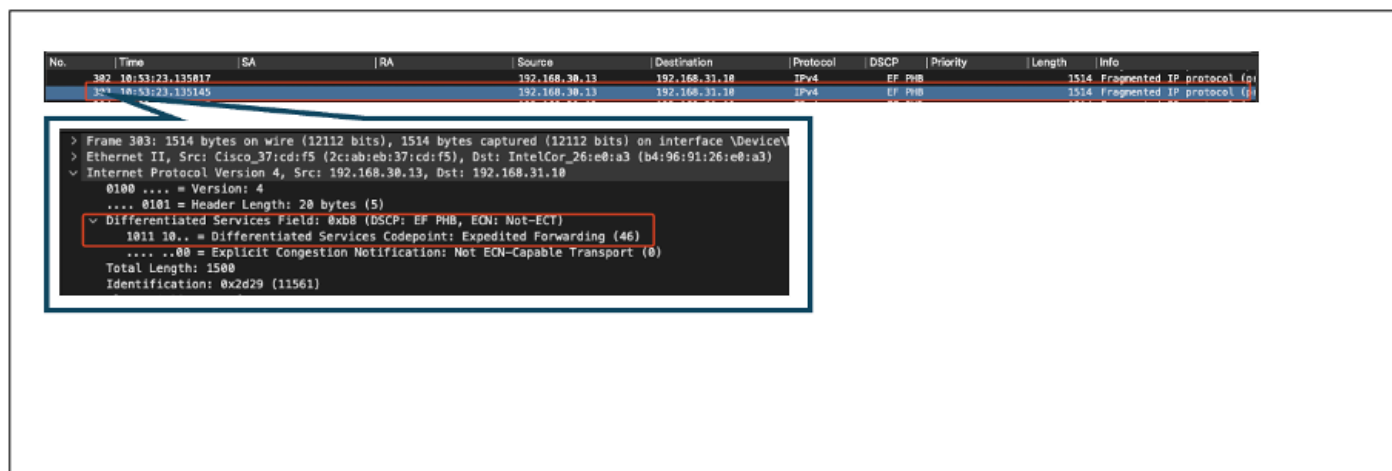 No. Time SA RA Source Destination Protocol DSCP Priority Length Info
302 10:53:23.135017 192.168.30.13 192.168.31.10 IPv4 EF PHB 1514 Fragmented IP protocol
303 10:53:23.135145 192.168.30.13 192.168.31.10 IPv4 EF PHB 1514 Fragmented IP protocol
> Frame 303: 1514 bytes on wire (12112 bits), 1514 bytes captured (12112 bits) on interface \Device\
> Ethernet II, Src: Cisco_37:cd:f5 (2c:ab:eb:37:cd:f5), Dst: IntelCor_26:e0:a3 (b4:96:91:26:e0:a3)
Internet Protocol Version 4, Src: 192.168.30.13, Dst: 192.168.31.10
0100 .... = Version: 4
.... 0101 = Header Length: 20 bytes (5)
Differentiated Services Field: 0xb8 (DSCP: EF PHB, ECN: Not-ECT)
1011 10.. = Differentiated Services Codepoint: Expedited Forwarding (46)
.... ..00 = Explicit Congestion Notification: Not ECN-Capable Transport (0)
Total Length: 1500
Identification: 0x2d29 (11561)